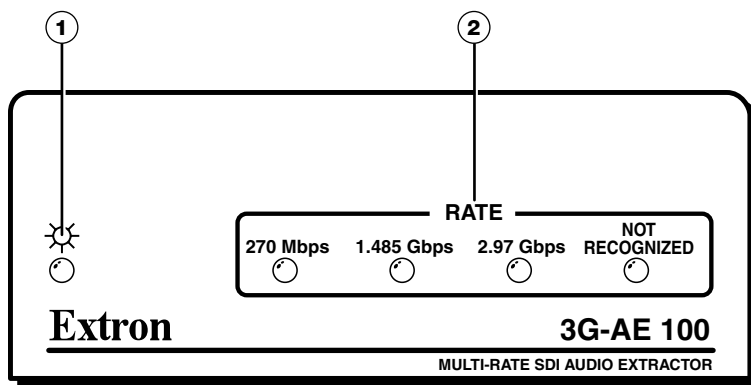 1
2
RATE
270 Mbps
1.485 Gbps
2.97 Gbps
NOT
RECOGNIZED
Extron
3G-AE 100
MULTI-RATE SDI AUDIO EXTRACTOR